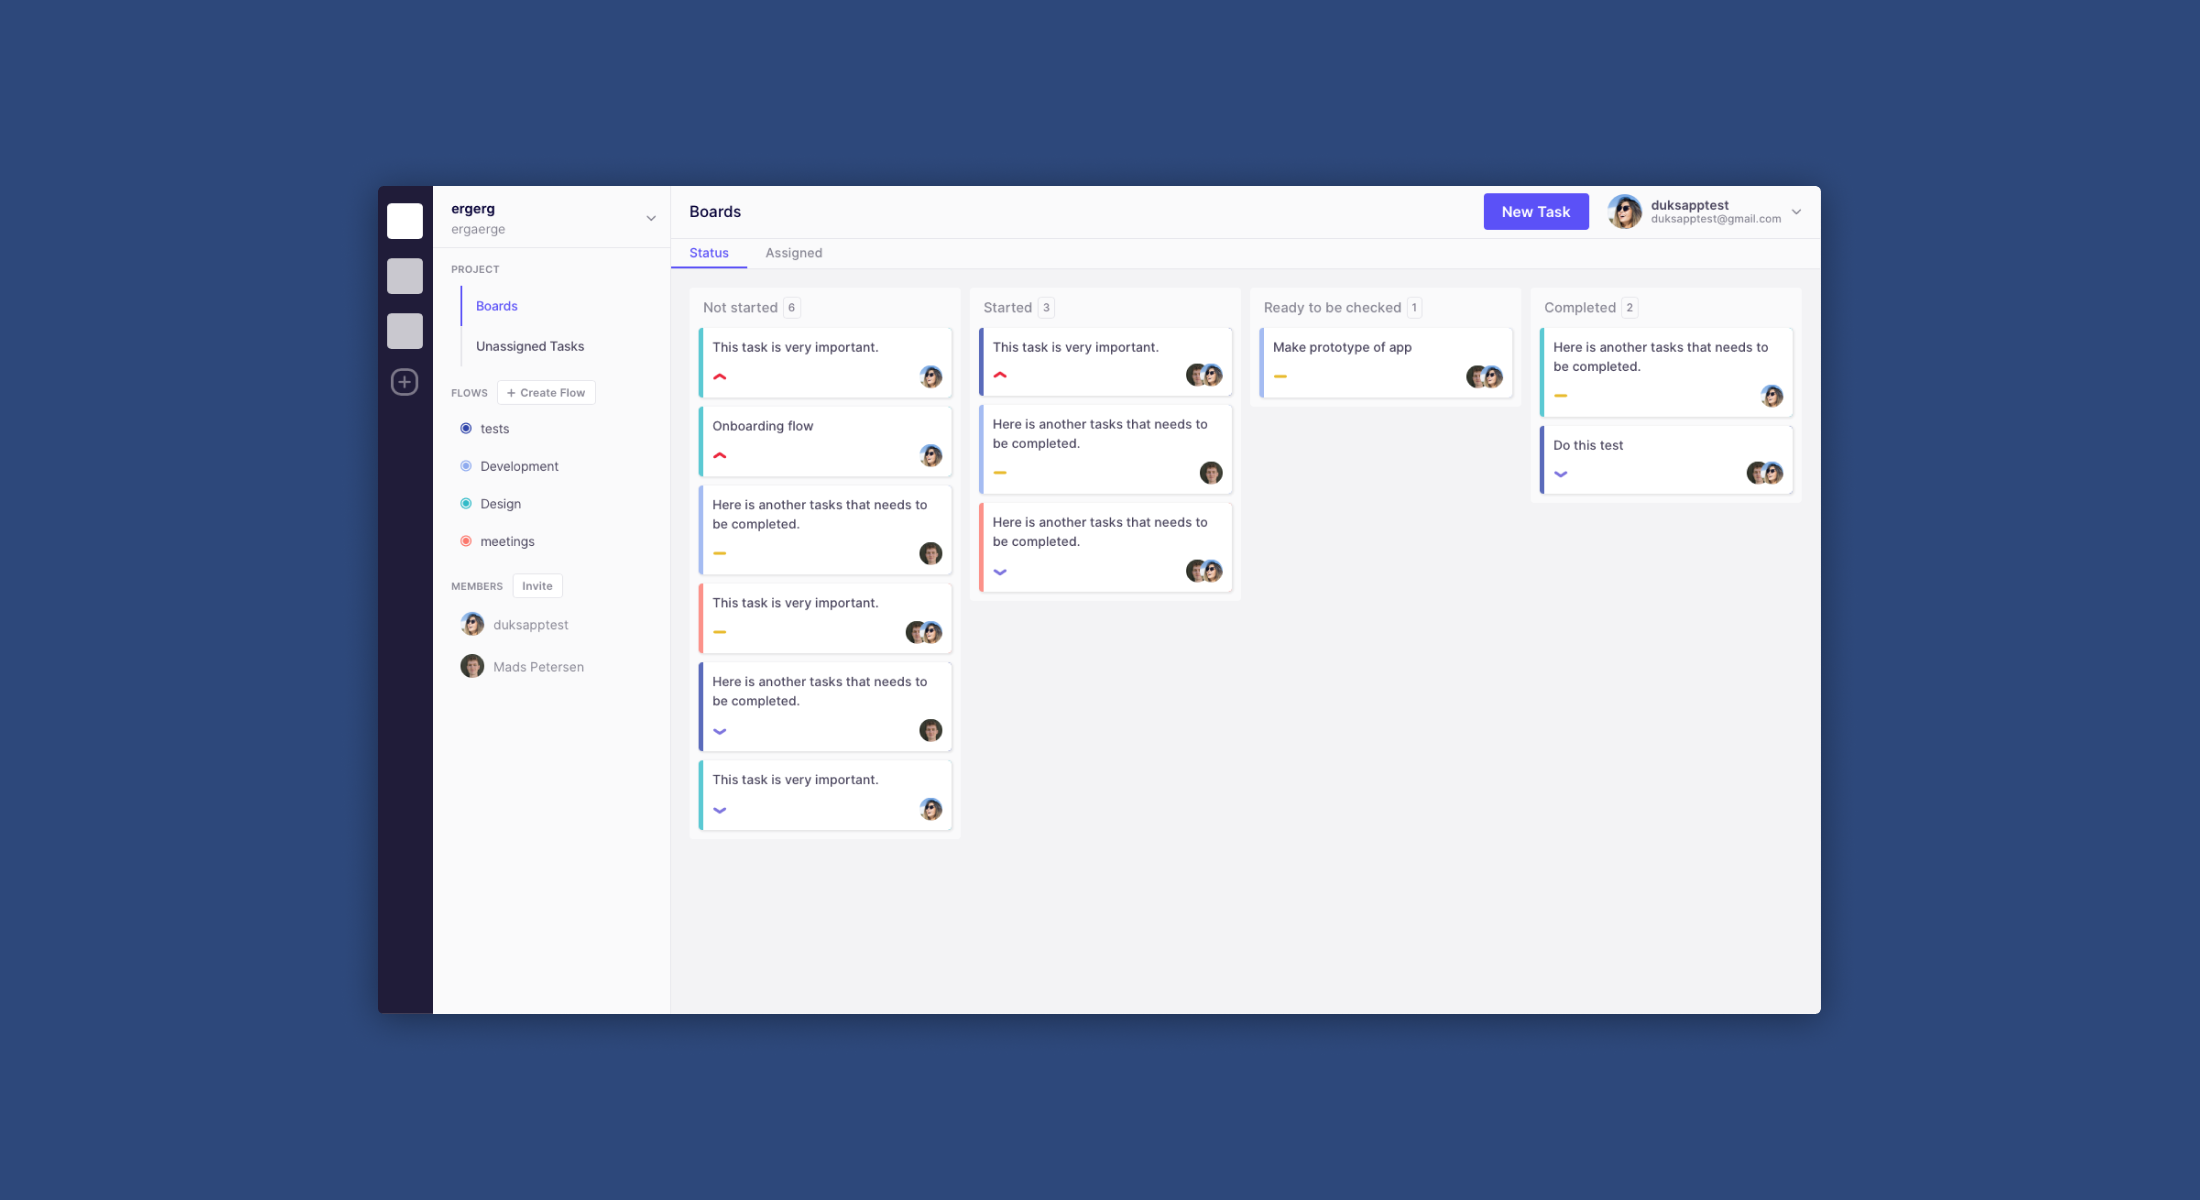 ergerg
ergaerge
PROJECT
Boards
Unassigned Tasks
FLOWS + Create Flow
tests
Development
Design
meetings
MEMBERS Invite
duksapptest
Mads Petersen
Boards
New Task
duksapptest
duksapptest@gmail.com
Status Assigned
Not started 6
This task is very important.
Onboarding flow
Here is another tasks that needs to
be completed.
This task is very important.
Here is another tasks that needs to
be completed.
This task is very important.
Started 3
This task is very important.
Here is another tasks that needs to
be completed.
Here is another tasks that needs to
be completed.
Ready to be checked 1
Make prototype of app
Completed 2
Here is another tasks that needs to
be completed.
Do this test